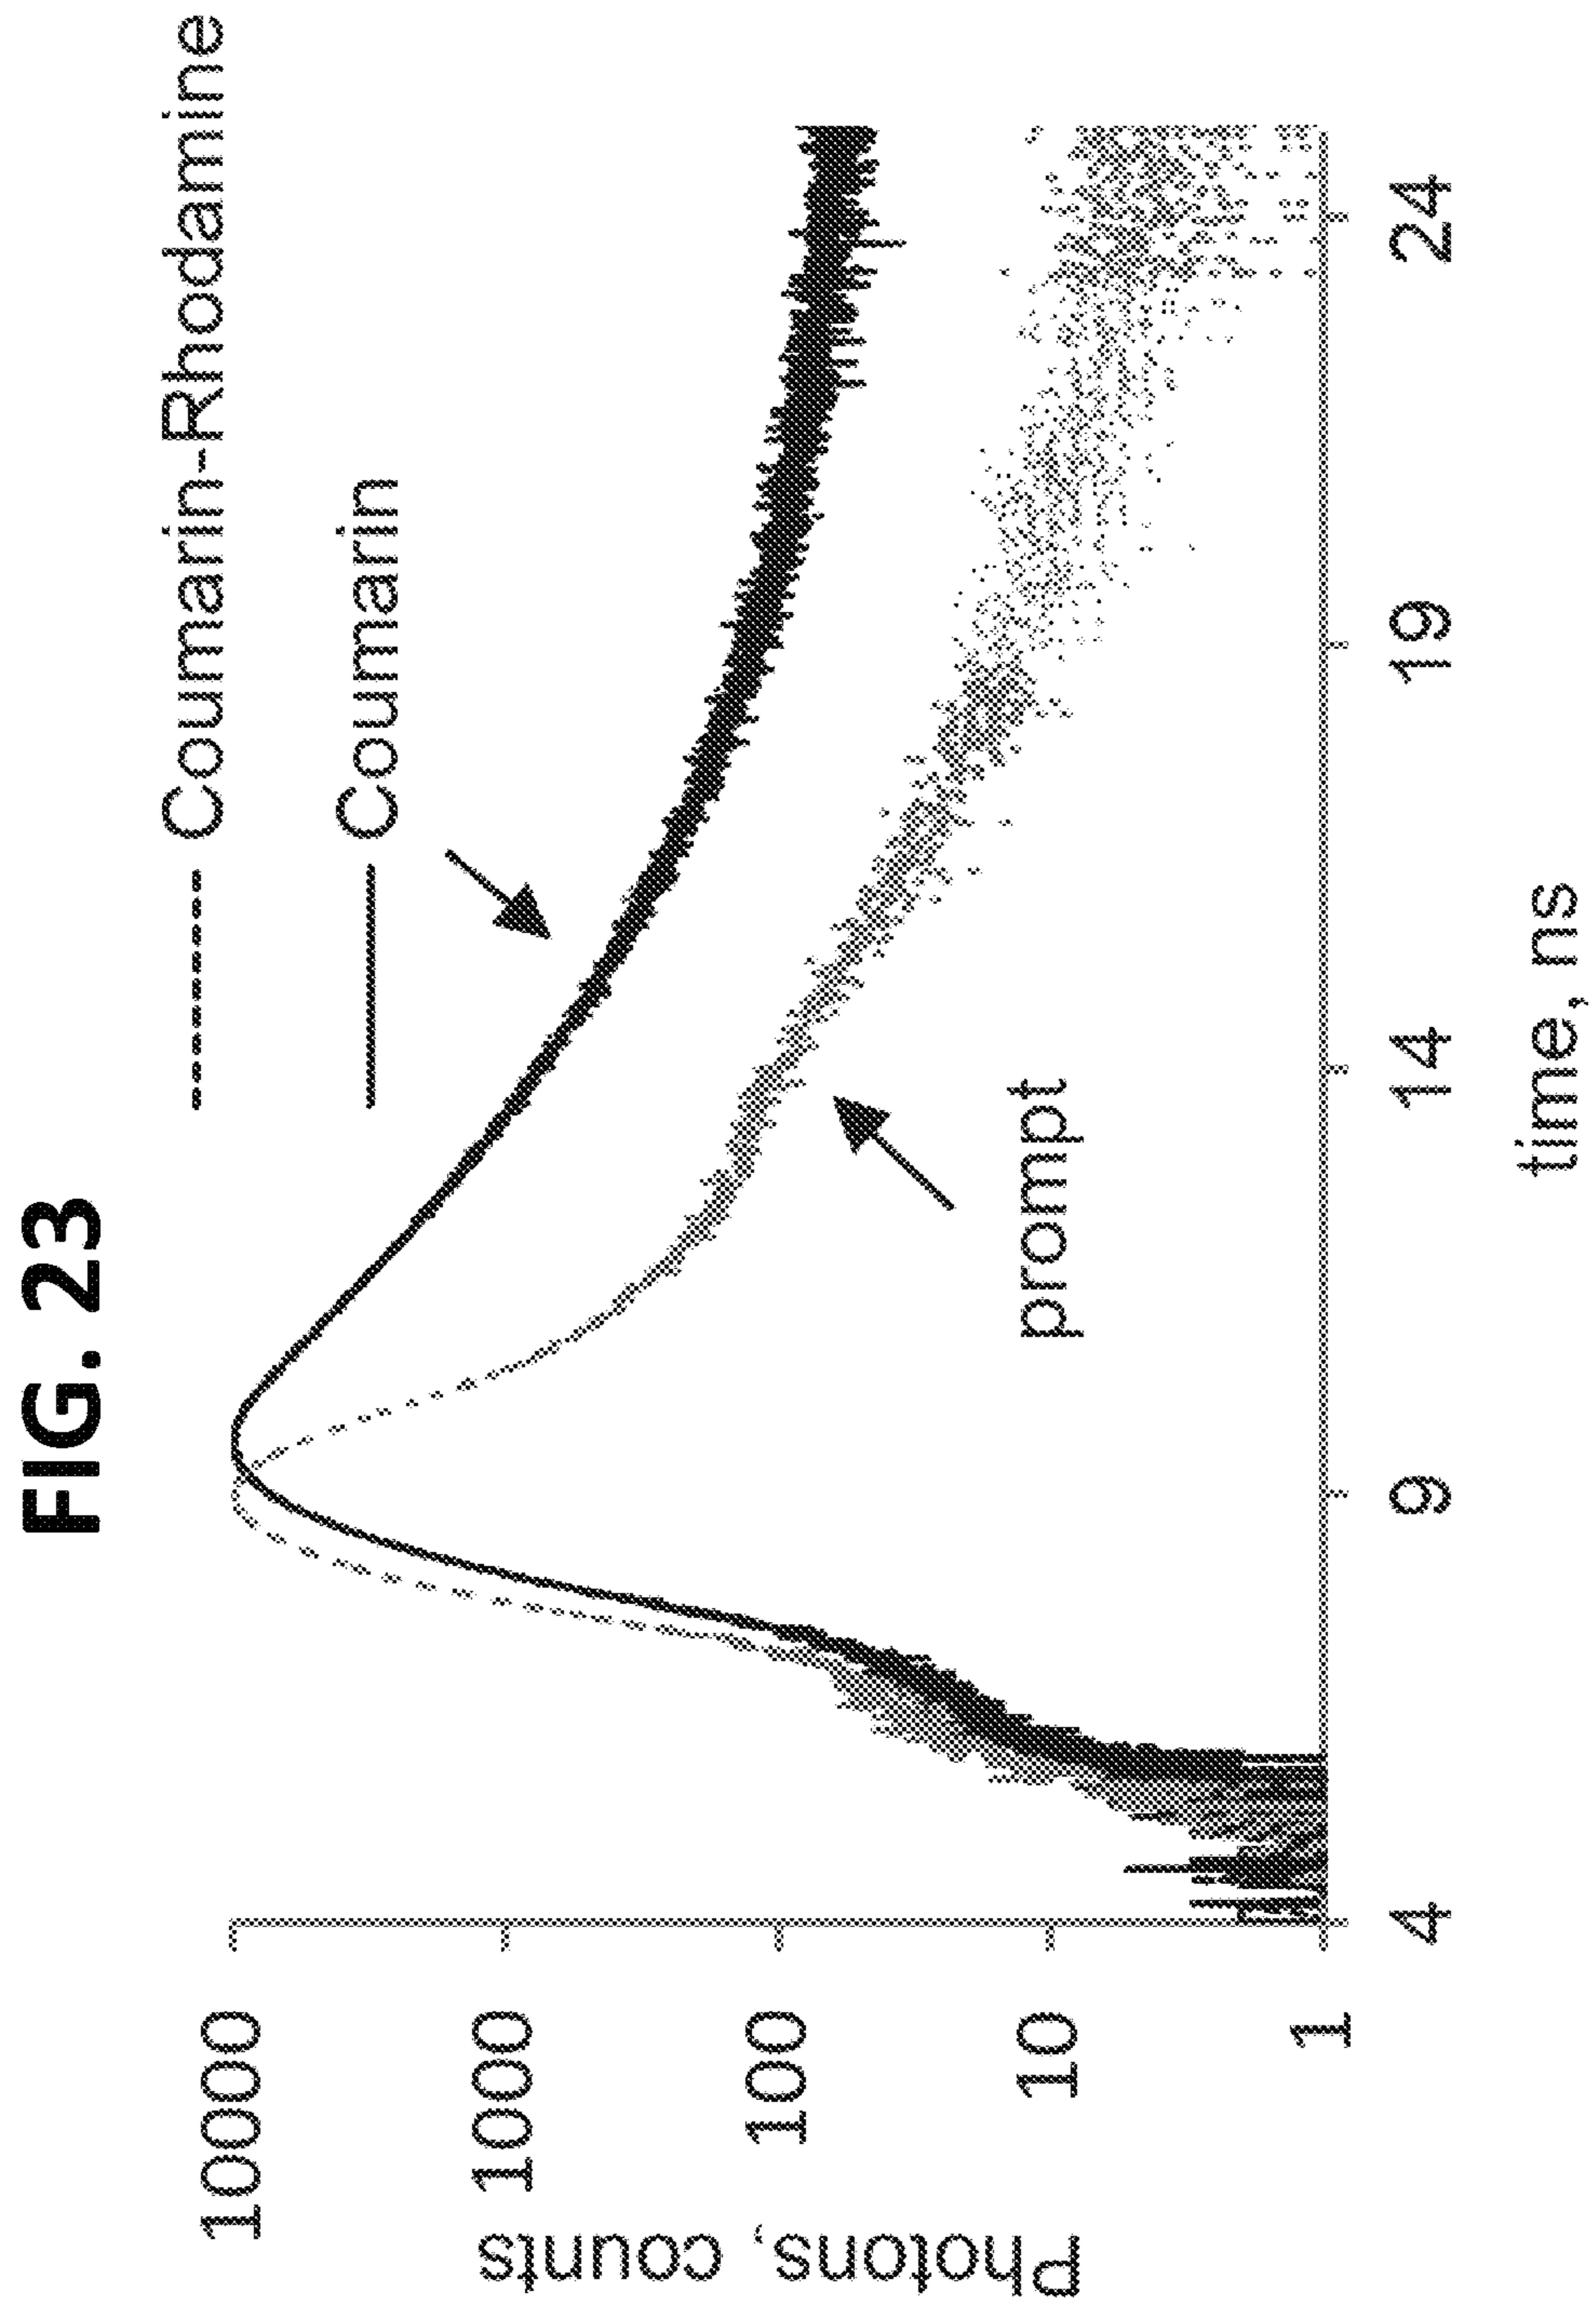 FIG. 23
Coumarin-Rhodamine
Coumarin
prompt
Photons, counts
10000
1000
100
10
1
4
9
14
19
24
time, ns